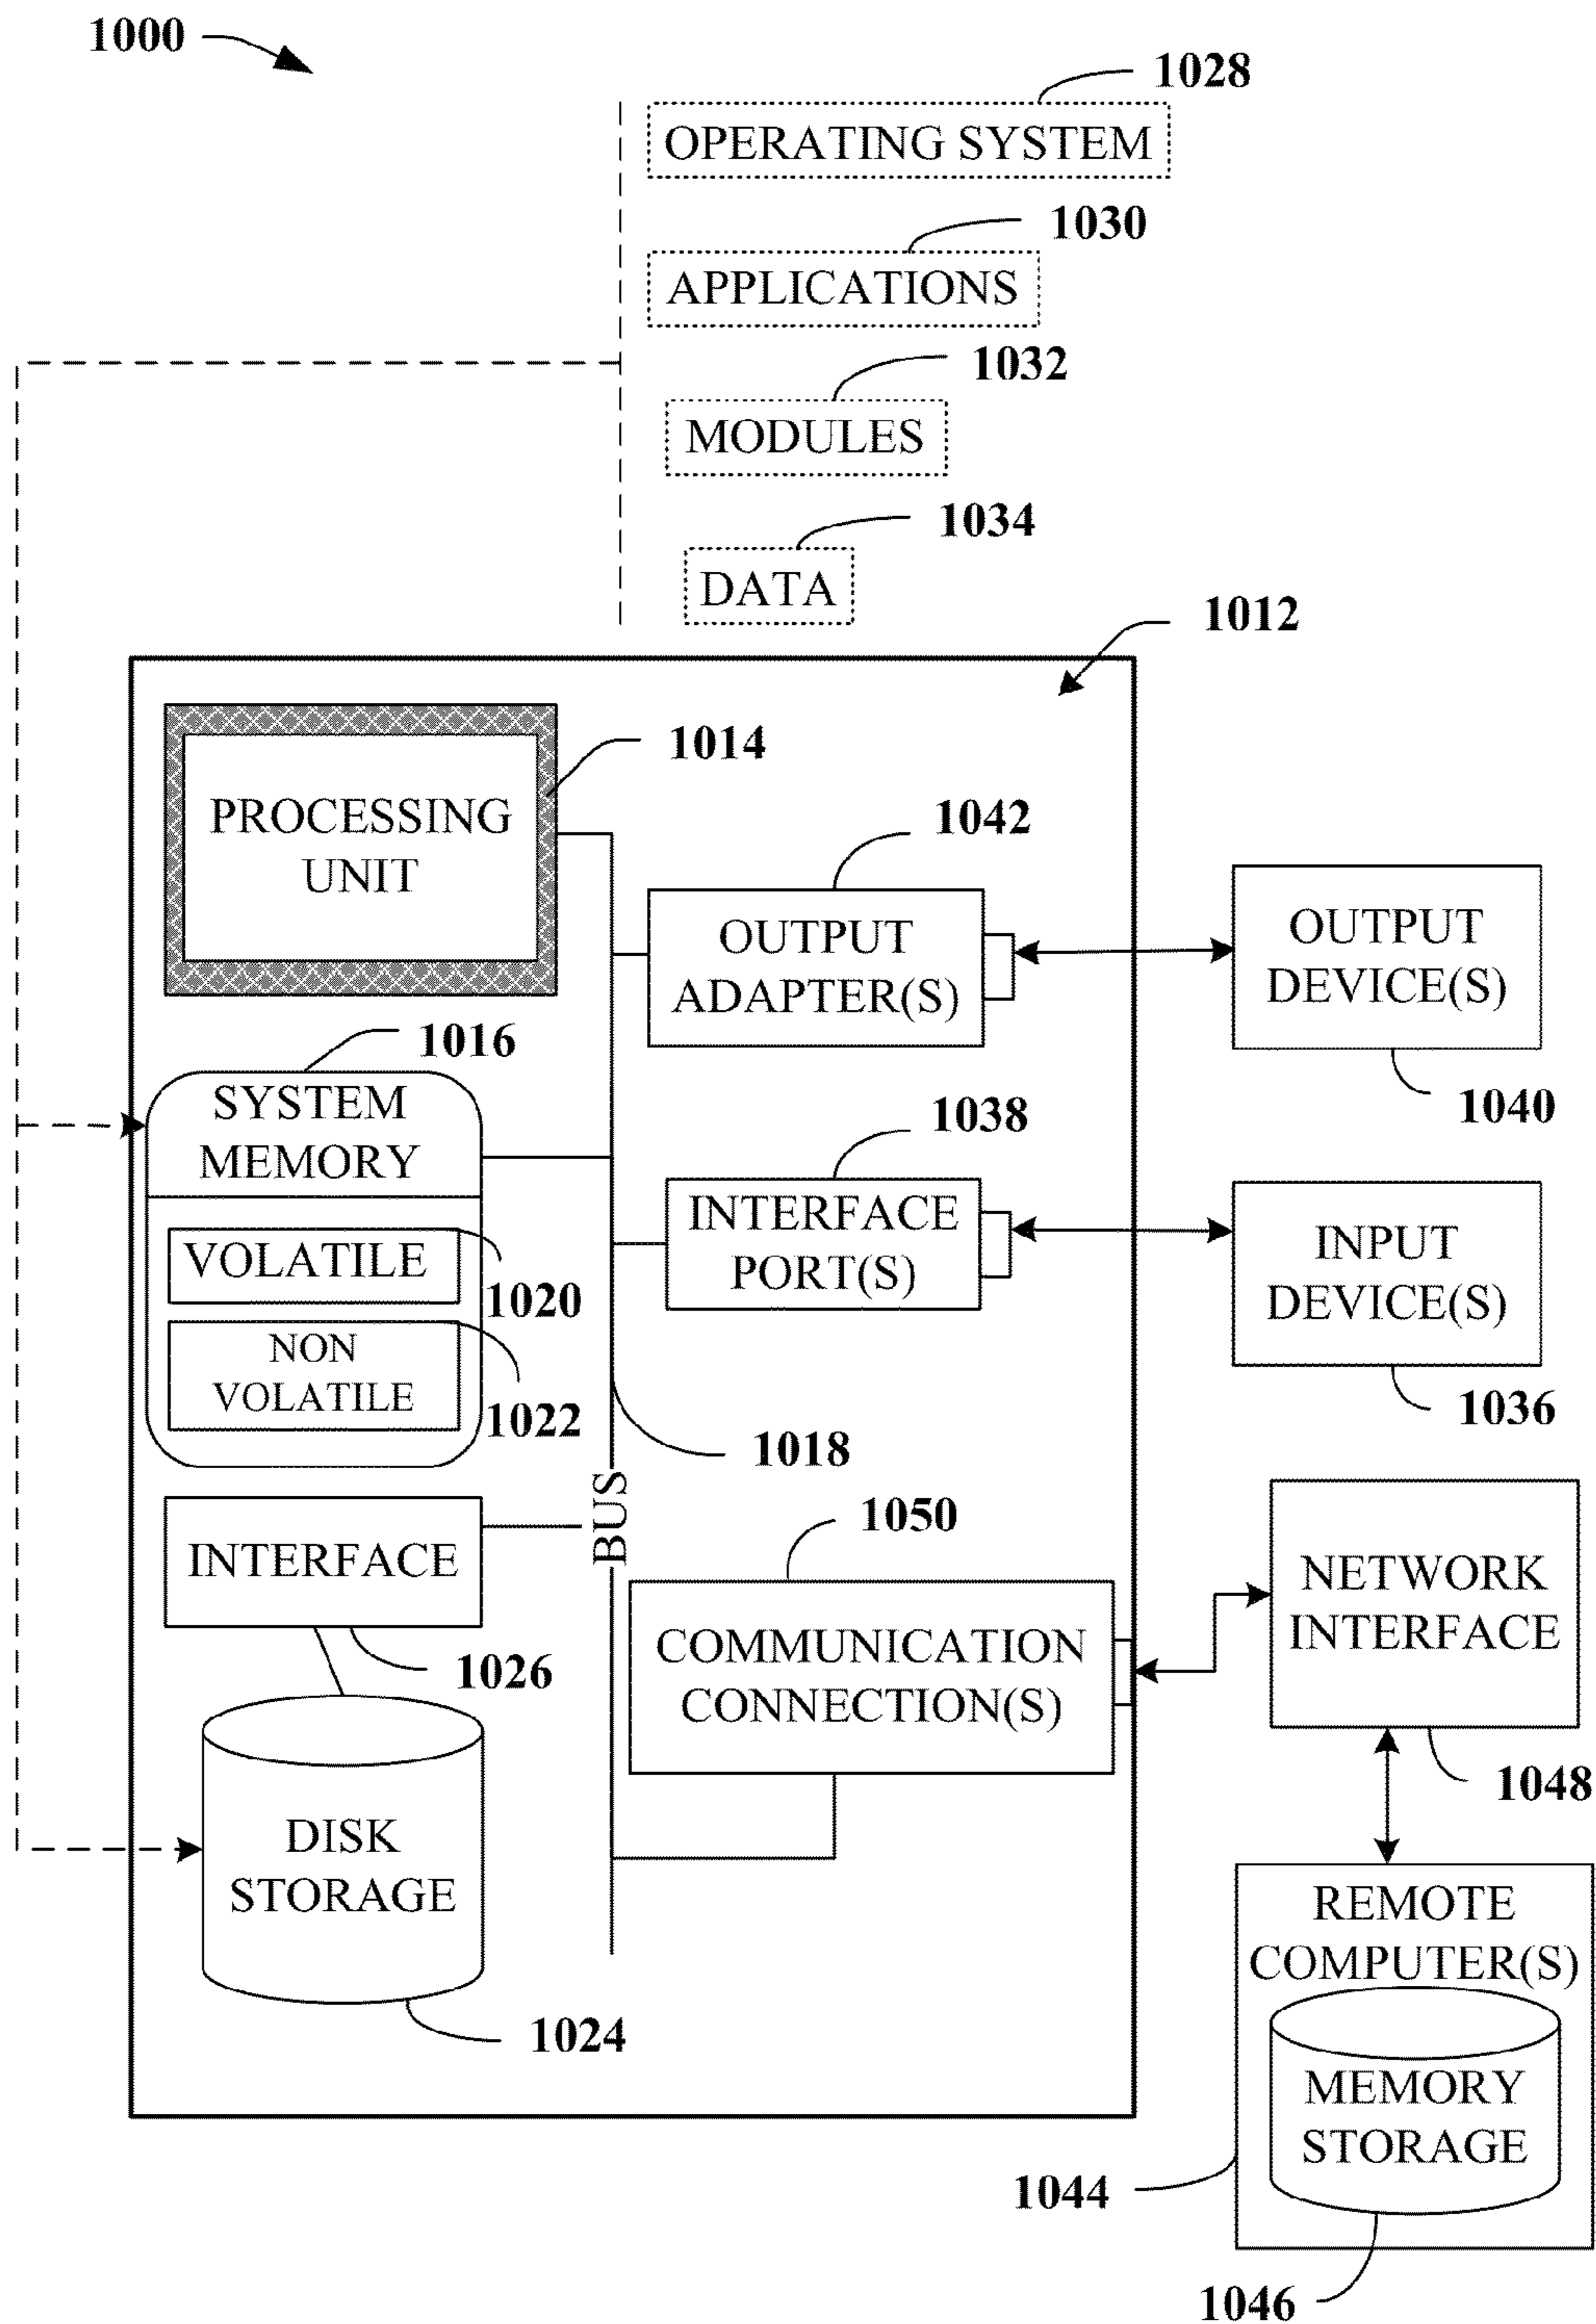 1000
1028
OPERATING SYSTEM
1030
APPLICATIONS
1032
MODULES
1034
DATA
1012
1014
PROCESSING
UNIT
1042
OUTPUT
ADAPTER(S)
OUTPUT
DEVICE(S)
1040
1016
SYSTEM
MEMORY
VOLATILE
1020
NON
VOLATILE
1022
1038
INTERFACE
PORT(S)
INPUT
DEVICE(S)
1036
1018
BUS
INTERFACE
1026
1050
COMMUNICATION
CONNECTION(S)
NETWORK
INTERFACE
1048
DISK
STORAGE
1024
REMOTE
COMPUTER(S)
MEMORY
STORAGE
1044
1046